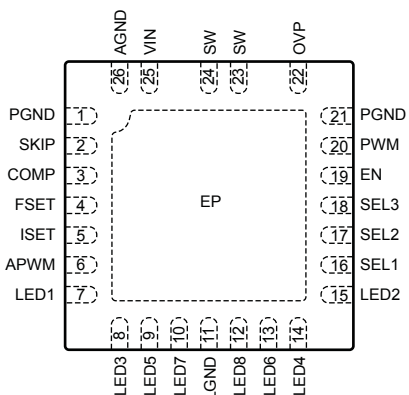 AGND
VIN
SW
SW
OVP
26
25
24
23
22
PGND 1
SKIP 2
COMP 3
FSET 4
ISET 5
APWM 6
LED1 7
EP
21 PGND
20 PWM
19 EN
18 SEL3
17 SEL2
16 SEL1
15 LED2
8
9
10
11
12
13
14
LED3
LED5
LED7
LGND
LED8
LED6
LED4